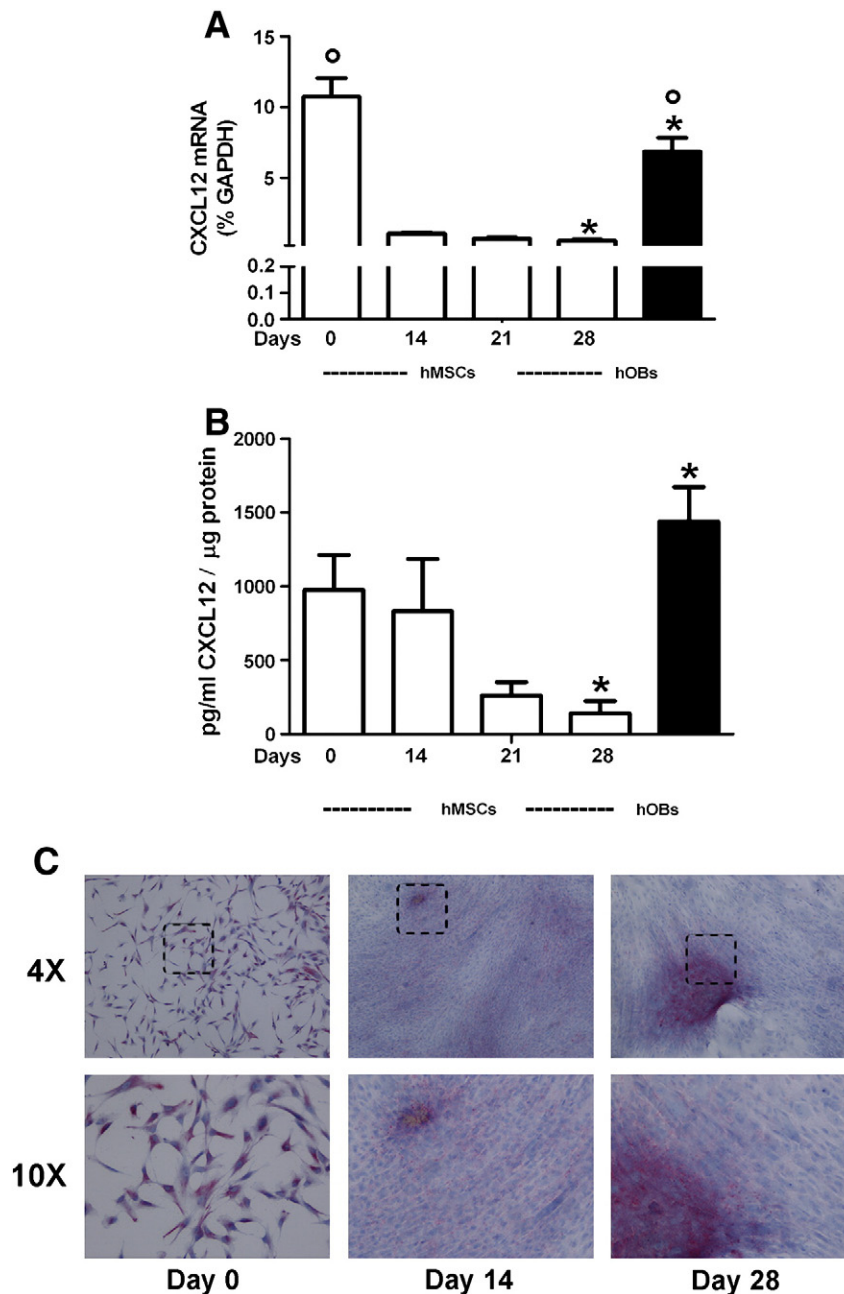 A
CXCL12 mRNA
(% GAPDH)
15
10
5
0.2
0.1
0.0
° 
° 
*
*
Days 0 14 21 28
---------- hMSCs ---------- hOBs
B
pg/ml CXCL12 / µg protein
2000
1500
1000
500
0
*
*
Days 0 14 21 28
---------- hMSCs ---------- hOBs
C
4X
10X
Day 0 Day 14 Day 28